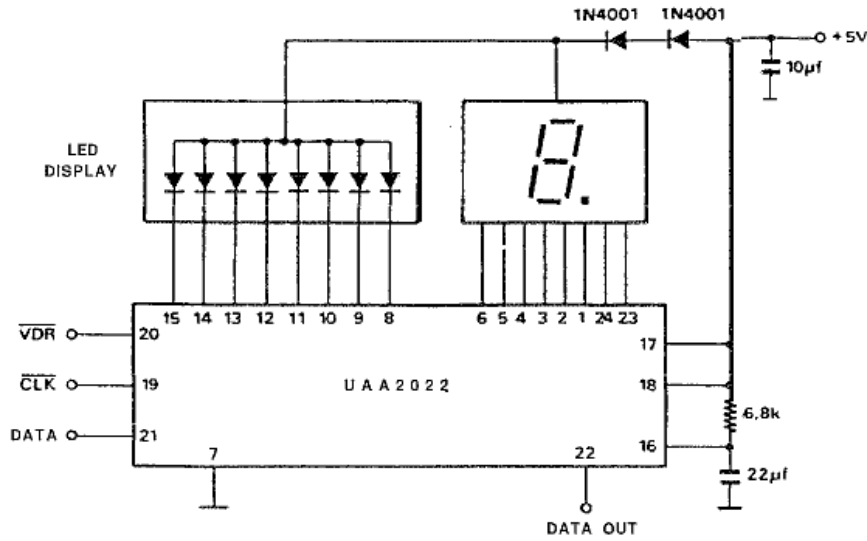 1N4001 1N4001
+5V
10µf
LED
DISPLAY
15 14 13 12 11 10 9 8 6 5 4 3 2 1 24 23
VDR 20
17
CLK 19
UAA2022
18
6,8k
DATA 21
16
7 22
22µf
DATA OUT